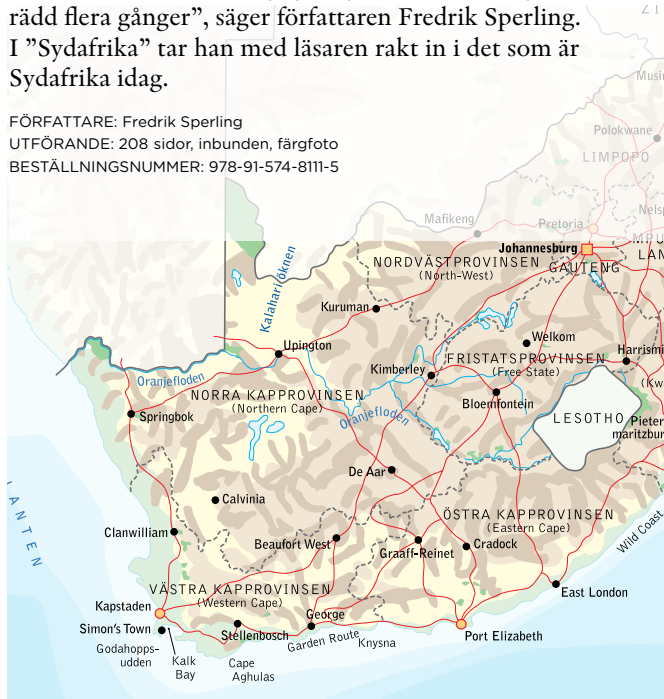 rädd flera gånger”, säger författaren Fredrik Sperling.
I ”Sydafrika” tar han med läsaren rakt in i det som är
Sydafrika idag.
FÖRFATTARE: Fredrik Sperling
UTFÖRANDE: 208 sidor, inbunden, färgfoto
BESTÄLLNINGSNUMMER: 978-91-574-8111-5
Polokwane
LIMPOPO
Mafikeng
Pretoria
Johannesburg
GAUTENG
NORDVÄSTPROVINSEN
(North-West)
Kalahariöknen
Kuruman
Upington
Welkom
Kimberley
FRISTATSPROVINSEN
(Free State)
Oranjefloden
NORRA KAPPROVINSEN
(Northern Cape)
Bloemfontein
Springbok
Oranjefloden
LESOTHO
Pieter-
maritzbur
De Aar
Calvinia
ÖSTRA KAPPROVINSEN
(Eastern Cape)
Clanwilliam
Beaufort West
Graaff-Reinet
Cradock
Wild Coast
VÄSTRA KAPPROVINSEN
(Western Cape)
East London
Kapstaden
George
Simon's Town
Stellenbosch
Garden Route
Knysna
Port Elizabeth
Godahopps-
udden
Kalk
Bay
Cape
Aghulas